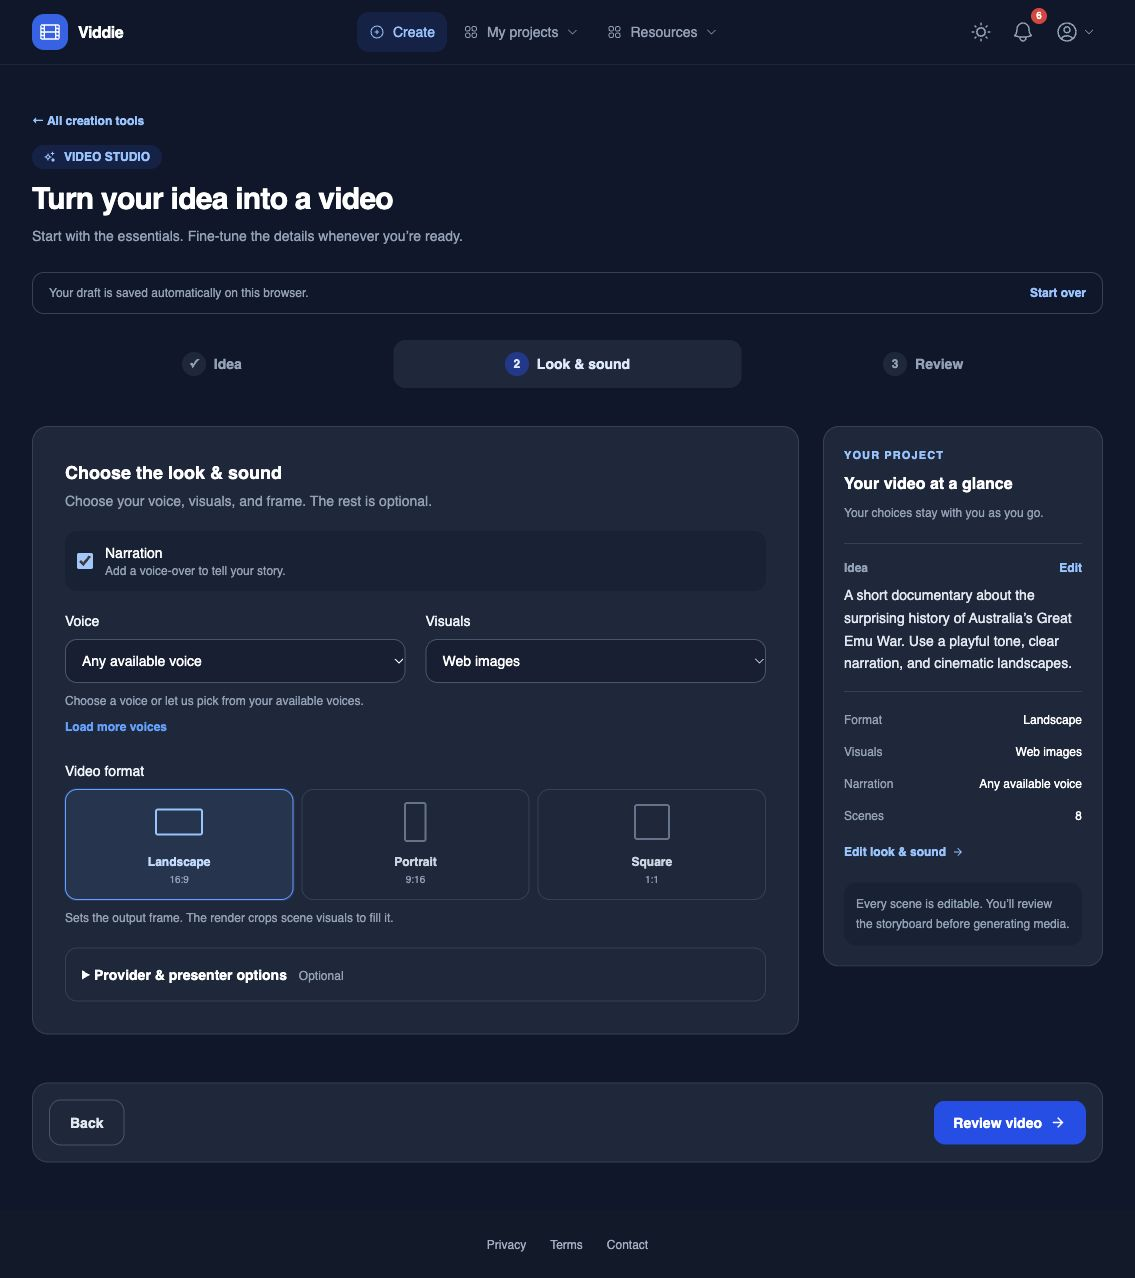 Viddie
Create
My projects
Resources
6
← All creation tools
VIDEO STUDIO
Turn your idea into a video
Start with the essentials. Fine-tune the details whenever you’re ready.
Your draft is saved automatically on this browser.
Start over
✓ Idea
2 Look & sound
3 Review
Choose the look & sound
Choose your voice, visuals, and frame. The rest is optional.
Narration
Add a voice-over to tell your story.
Voice
Any available voice
Choose a voice or let us pick from your available voices.
Load more voices
Visuals
Web images
Video format
Landscape
16:9
Portrait
9:16
Square
1:1
Sets the output frame. The render crops scene visuals to fill it.
Provider & presenter options Optional
YOUR PROJECT
Your video at a glance
Your choices stay with you as you go.
Idea
Edit
A short documentary about the
surprising history of Australia’s Great
Emu War. Use a playful tone, clear
narration, and cinematic landscapes.
Format Landscape
Visuals Web images
Narration Any available voice
Scenes 8
Edit look & sound →
Every scene is editable. You’ll review
the storyboard before generating media.
Back
Review video →
Privacy
Terms
Contact